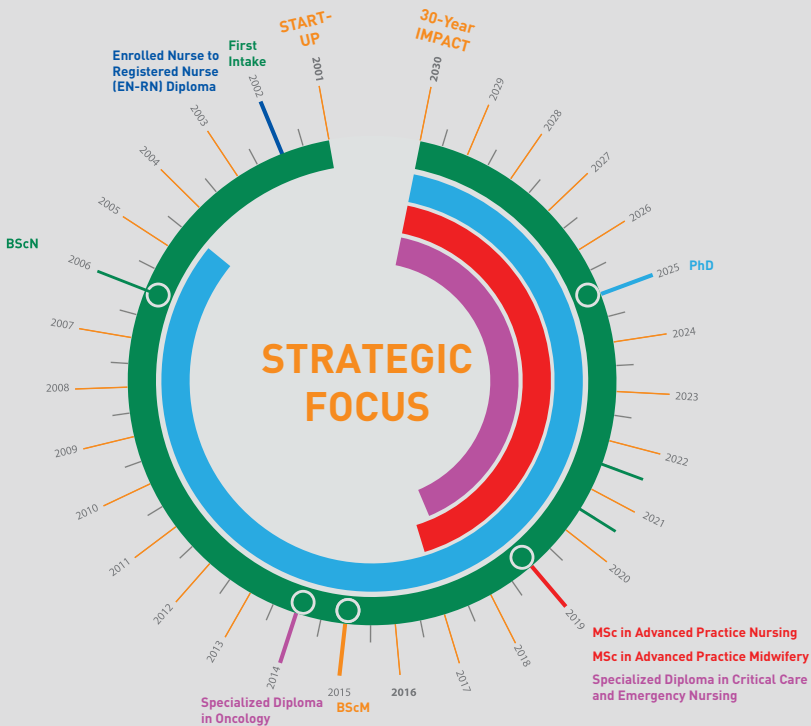 START-
UP
30-Year
IMPACT
Enrolled Nurse to
Registered Nurse
(EN-RN) Diploma
First
Intake
2001
2002
2003
2004
2005
BScN
2006
2007
2008
2009
2010
2011
2012
2013
2014
Specialized Diploma
in Oncology
2015
BScM
2016
2017
2018
2019
MSc in Advanced Practice Nursing
MSc in Advanced Practice Midwifery
Specialized Diploma in Critical Care
and Emergency Nursing
2020
2021
2022
2023
2024
2025
PhD
2026
2027
2028
2029
2030
STRATEGIC
FOCUS